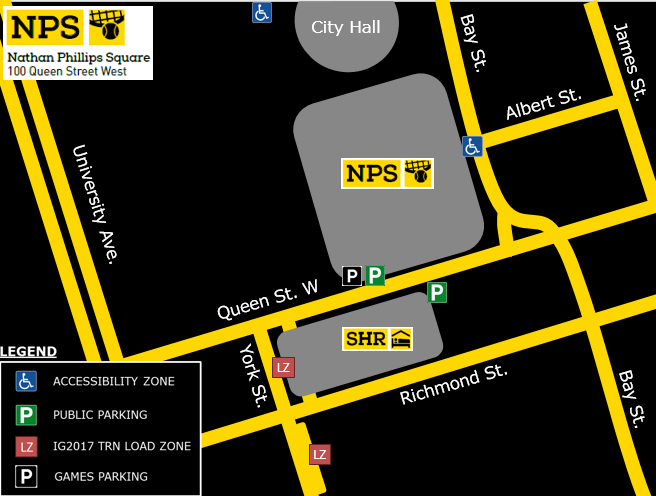 NPS
Nathan Phillips Square
100 Queen Street West
City Hall
Bay St.
James St.
Albert St.
University Ave.
NPS
P
P
Queen St. W
P
SHR
York St.
LZ
Richmond St.
Bay St.
LZ
LEGEND
ACCESSIBILITY ZONE
P PUBLIC PARKING
LZ IG2017 TRN LOAD ZONE
P GAMES PARKING